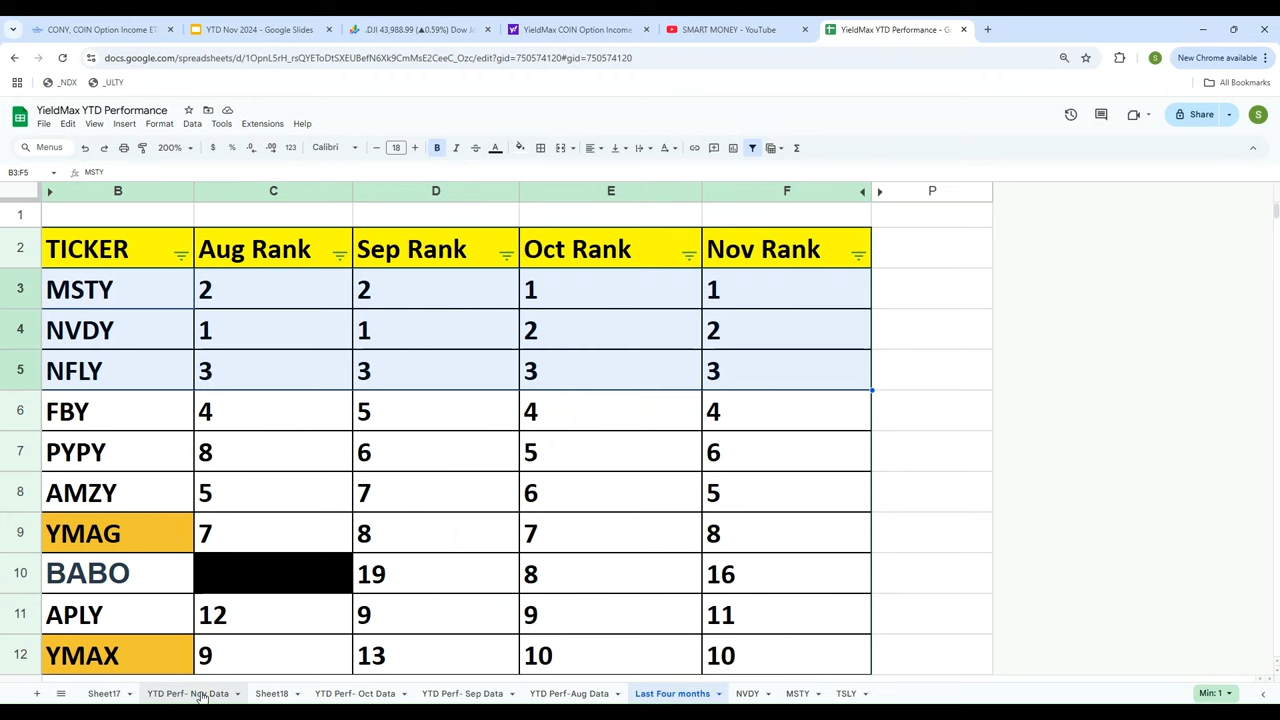 CONY, COIN Option Income ET
YTD Nov 2024 - Google Slides
.DJI 43,988.99 (▲0.59%) Dow Jo
YieldMax COIN Option Income
SMART MONEY - YouTube
YieldMax YTD Performance - G
docs.google.com/spreadsheets/d/1OpnL5rH_rsQYEToDtSXEUBefN6Xk9CmMsE2CeeC_Ozc/edit?gid=750574120#gid=750574120
S
New Chrome available
_NDX
_ULTY
All Bookmarks
YieldMax YTD Performance
File Edit View Insert Format Data Tools Extensions Help
Share
S
Menus
200%
$ % .0 .00 123
Calibri
18
B I A
B3:F5
MSTY
B C D E F P
1
2 TICKER Aug Rank Sep Rank Oct Rank Nov Rank
3 MSTY 2 2 1 1
4 NVDY 1 1 2 2
5 NFLY 3 3 3 3
6 FBY 4 5 4 4
7 PYPY 8 6 5 6
8 AMZY 5 7 6 5
9 YMAG 7 8 7 8
10 BABO 19 8 16
11 APLY 12 9 9 11
12 YMAX 9 13 10 10
Sheet17
YTD Perf- Nov Data
Sheet18
YTD Perf- Oct Data
YTD Perf- Sep Data
YTD Perf-Aug Data
Last Four months
NVDY
MSTY
TSLY
Min: 1